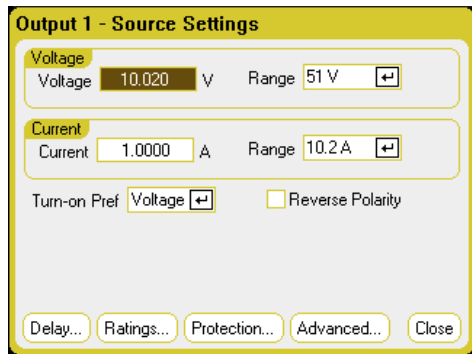 Output 1 - Source Settings
Voltage
Voltage 10.020 V Range 51 V
Current
Current 1.0000 A Range 10.2 A
Turn-on Pref Voltage Reverse Polarity
Delay... Ratings... Protection... Advanced... Close